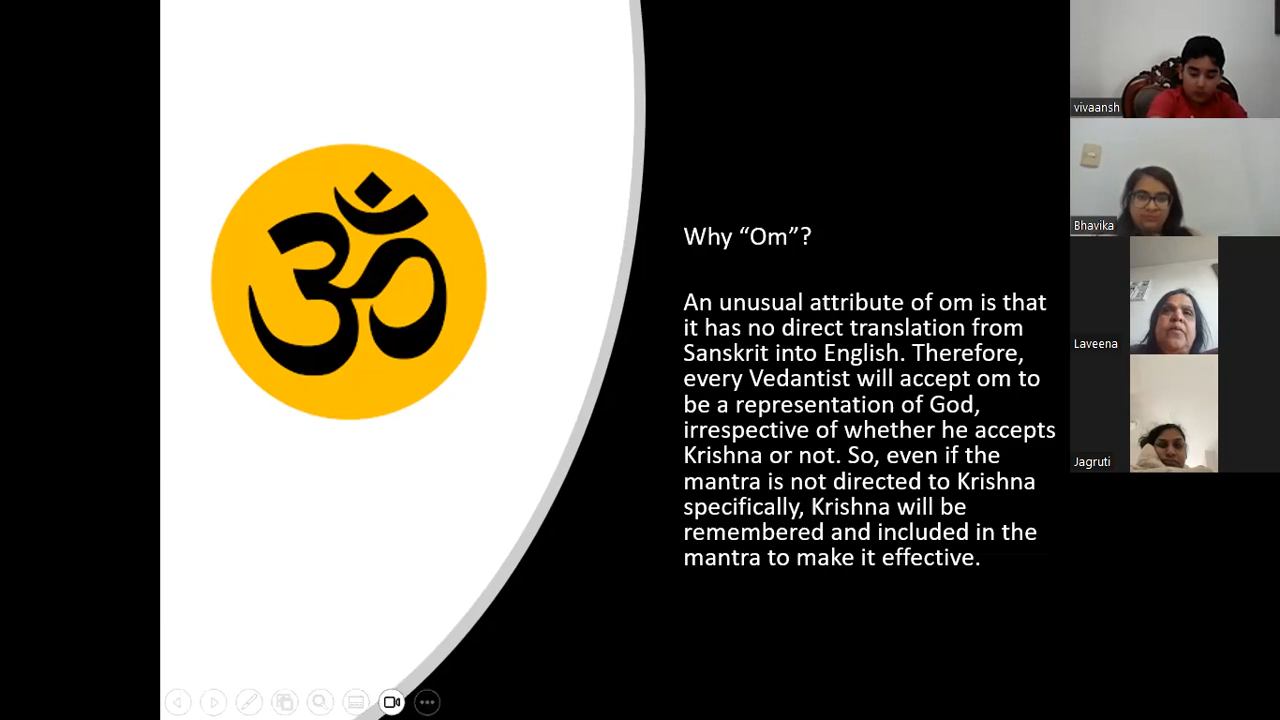 Why “Om”?
An unusual attribute of om is that
it has no direct translation from
Sanskrit into English. Therefore,
every Vedantist will accept om to
be a representation of God,
irrespective of whether he accepts
Krishna or not. So, even if the
mantra is not directed to Krishna
specifically, Krishna will be
remembered and included in the
mantra to make it effective.
ॐ
vivaansh
Bhavika
Laveena
Jagruti